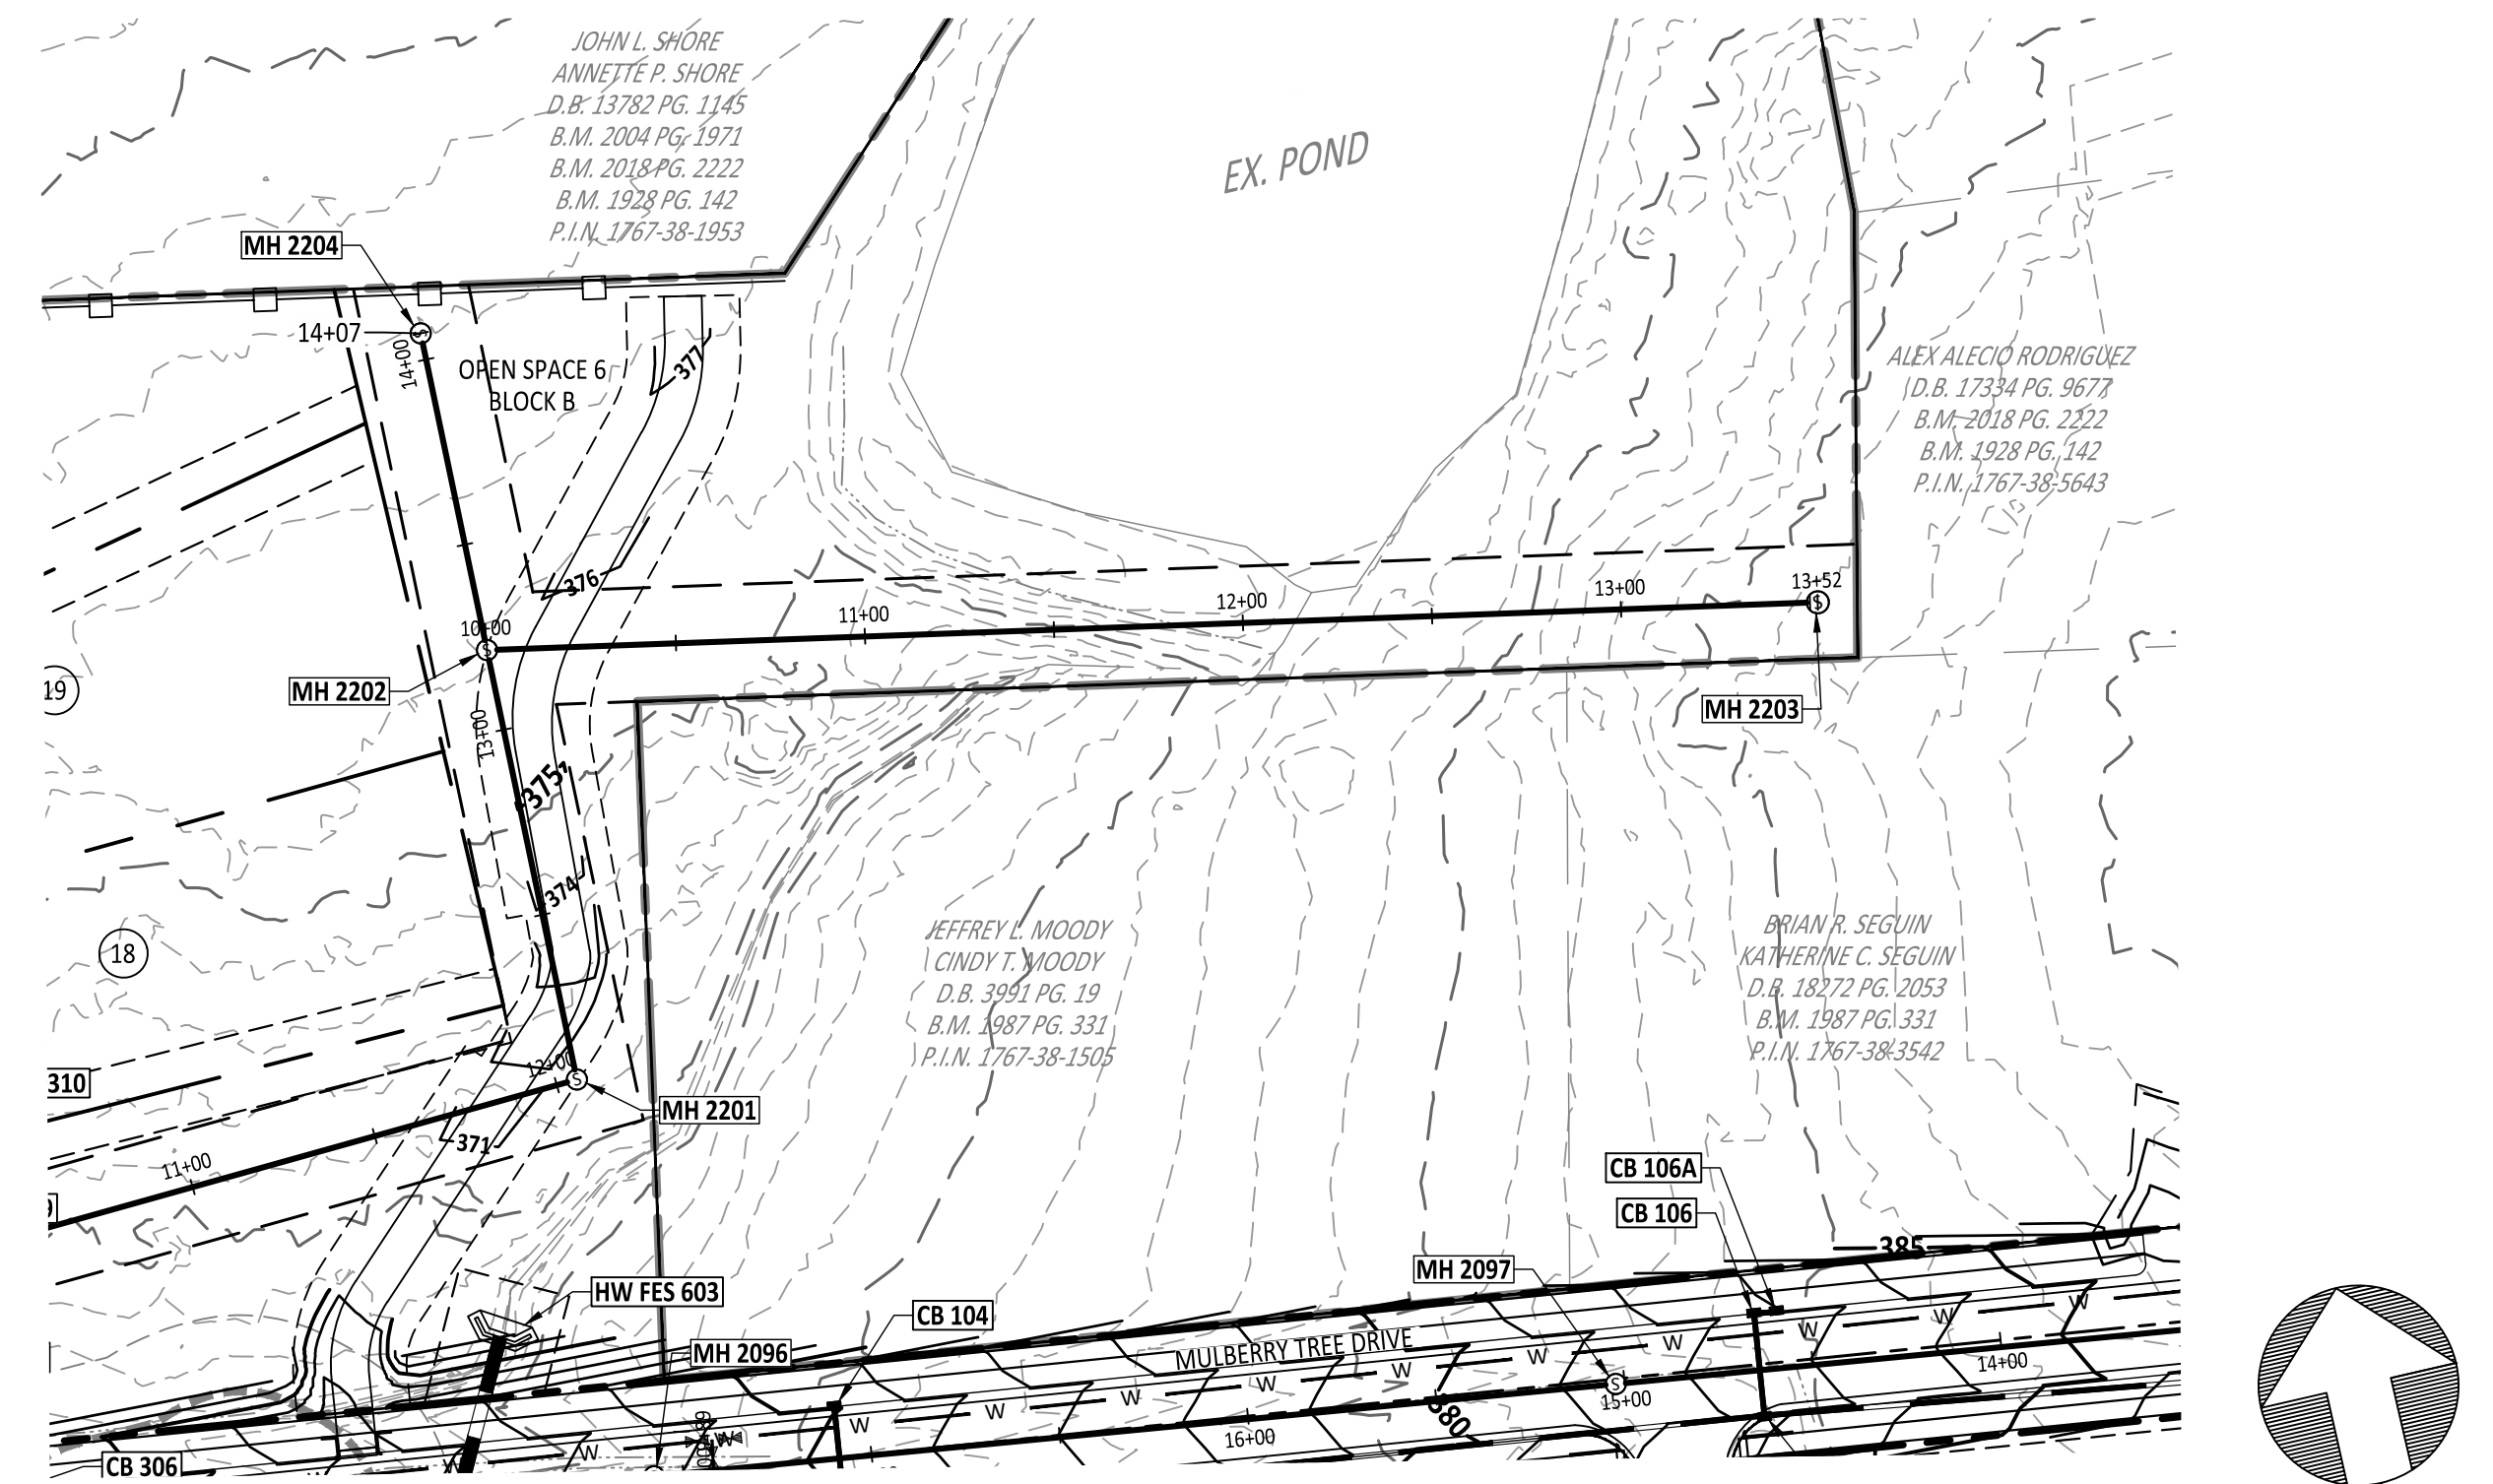 JOHN L. SHORE
ANNETTE P. SHORE
D.B. 13782 PG. 1145
B.M. 2004 PG. 1971
B.M. 2018 PG. 2222
B.M. 1928 PG. 142
P.I.N. 1767-38-1953
EX. POND
MH 2204
14+07
14+00
OPEN SPACE 6
BLOCK B
377
ALEX ALECIO RODRIGUEZ
D.B. 17334 PG. 9677
B.M. 2018 PG. 2222
B.M. 1928 PG. 142
P.I.N. 1767-38-5643
376
10+00
11+00
12+00
13+00
13+52
S
S
S
MH 2202
MH 2203
19
13+00
375
374
18
JEFFREY L. MOODY
CINDY T. MOODY
D.B. 3991 PG. 19
B.M. 1987 PG. 331
P.I.N. 1767-38-1505
BRIAN R. SEGUIN
KATHERINE C. SEGUIN
D.B. 18272 PG. 2053
B.M. 1987 PG. 331
P.I.N. 1767-38-3542
310
12+00
S
MH 2201
371
11+00
CB 106A
CB 106
385
MH 2097
HW FES 603
CB 104
MH 2096
MULBERRY TREE DRIVE
W W W W W W W W W W W
S
14+00
15+00
380
16+00
CB 306